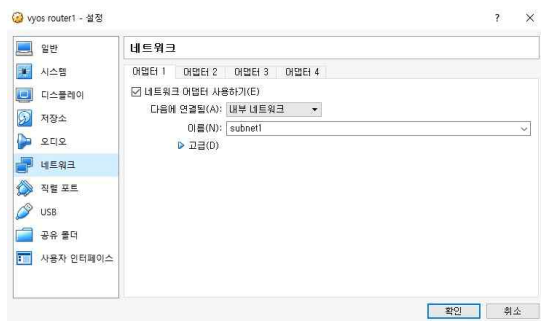 vyos router1 - 설정
? ×
일반
시스템
디스플레이
저장소
오디오
네트워크
직렬 포트
USB
공유 폴더
사용자 인터페이스
네트워크
어댑터 1 어댑터 2 어댑터 3 어댑터 4
네트워크 어댑터 사용하기(E)
다음에 연결됨(A): 내부 네트워크
이름(N): subnet1
고급(D)
확인 취소